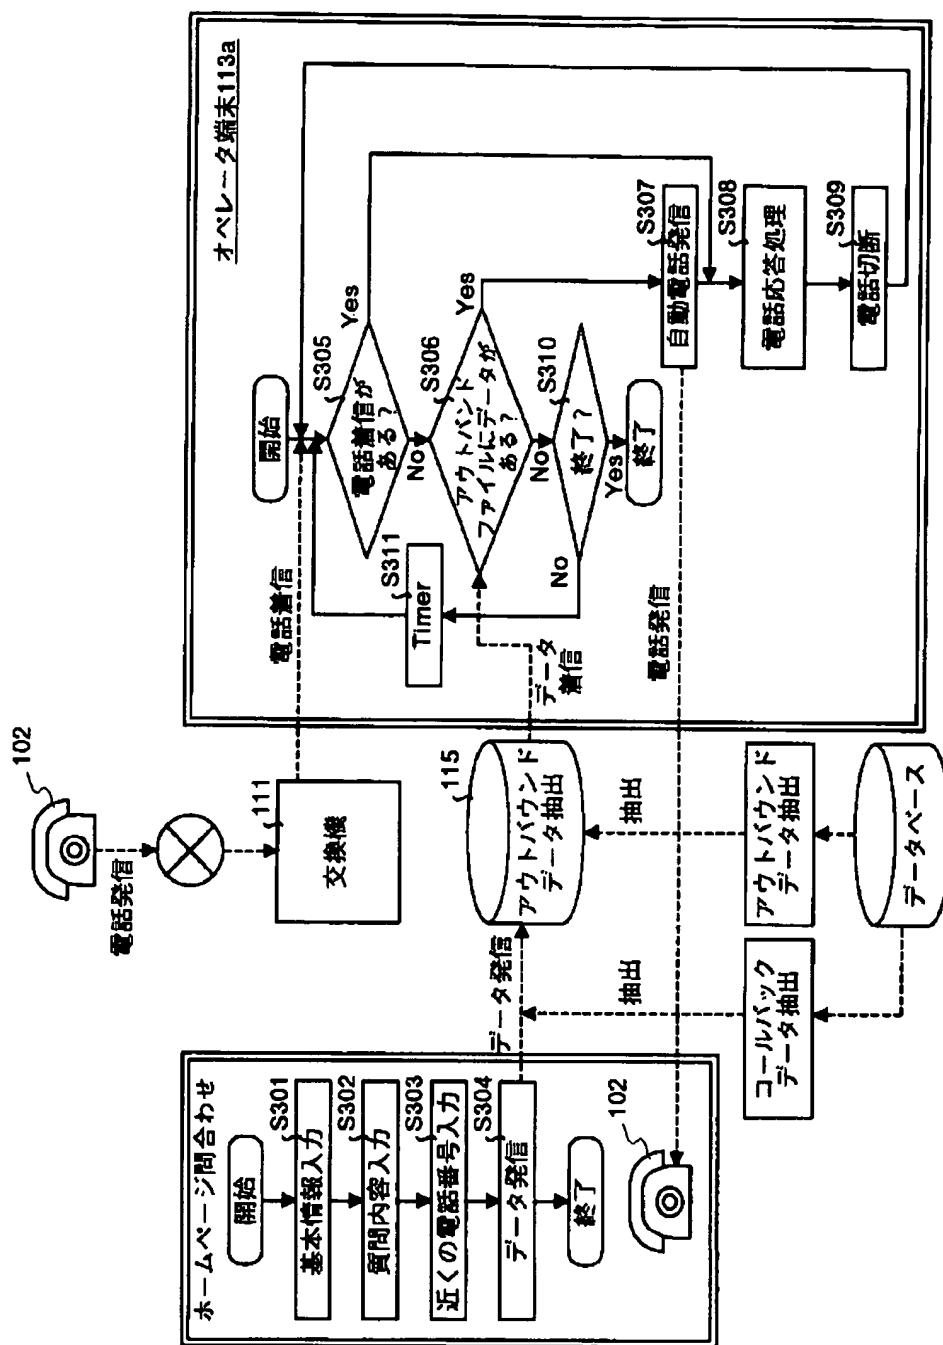 ホームページ問合わせ
開始
S301
基本情報入力
S302
質問内容入力
S303
近くの電話番号入力
S304
データ発信
終了
102
102
電話発信
111
交換機
電話着信
データ発信
115
アウトバウンド
データ抽出
データ
着信
抽出
抽出
コールバック
データ抽出
アウトバウンド
データ抽出
データベース
電話発信
オペレータ端末113a
開始
S305
電話着信が
ある?
Yes
No
S306
アウトバンド
ファイルにデータが
ある?
Yes
No
S310
終了?
No
Yes
終了
S311
Timer
S307
自動電話発信
S308
電話応答処理
S309
電話切断